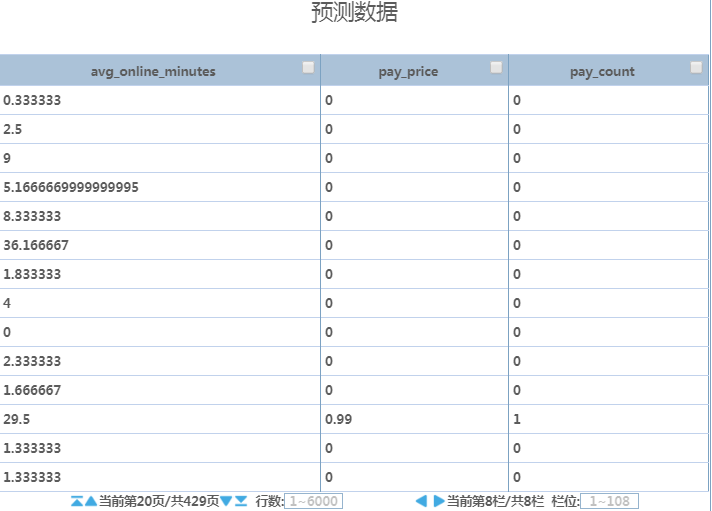 预测数据
avg_online_minutes pay_price pay_count
0.333333 0 0
2.5 0 0
9 0 0
5.1666669999999995 0 0
8.333333 0 0
36.166667 0 0
1.833333 0 0
4 0 0
0 0 0
2.333333 0 0
1.666667 0 0
29.5 0.99 1
1.333333 0 0
1.333333 0 0
当前第20页/共429页 行数: 1~6000 当前第8栏/共8栏 栏位: 1~108